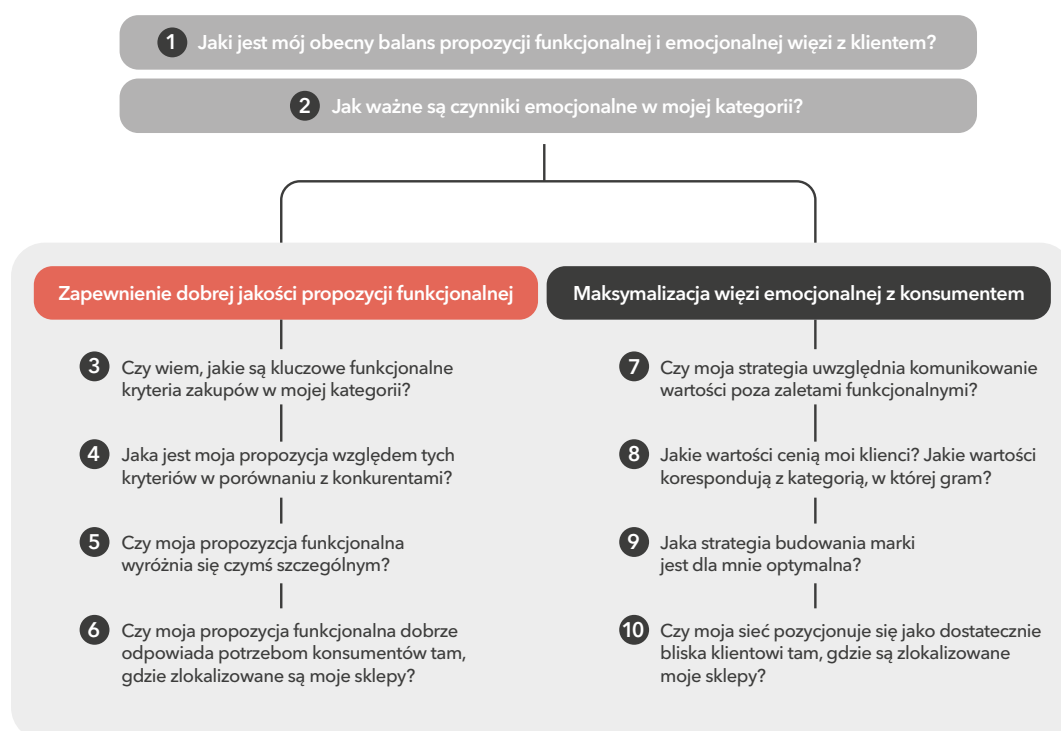 1 Jaki jest mój obecny balans propozycji funkcjonalnej i emocjonalnej więzi z klientem?
2 Jak ważne są czynniki emocjonalne w mojej kategorii?
Zapewnienie dobrej jakości propozycji funkcjonalnej
3 Czy wiem, jakie są kluczowe funkcjonalne
kryteria zakupów w mojej kategorii?
4 Jaka jest moja propozycja względem tych
kryteriów w porównaniu z konkurentami?
5 Czy moja propozyzcja funkcjonalna
wyróżnia się czymś szczególnym?
6 Czy moja propozycja funkcjonalna dobrze
odpowiada potrzebom konsumentów tam,
gdzie zlokalizowane są moje sklepy?
Maksymalizacja więzi emocjonalnej z konsumentem
7 Czy moja strategia uwzględnia komunikowanie
wartości poza zaletami funkcjonalnymi?
8 Jakie wartości cenią moi klienci? Jakie wartości
korespondują z kategorią, w której gram?
9 Jaka strategia budowania marki
jest dla mnie optymalna?
10 Czy moja sieć pozycjonuje się jako dostatecznie
bliska klientowi tam, gdzie są zlokalizowane
moje sklepy?